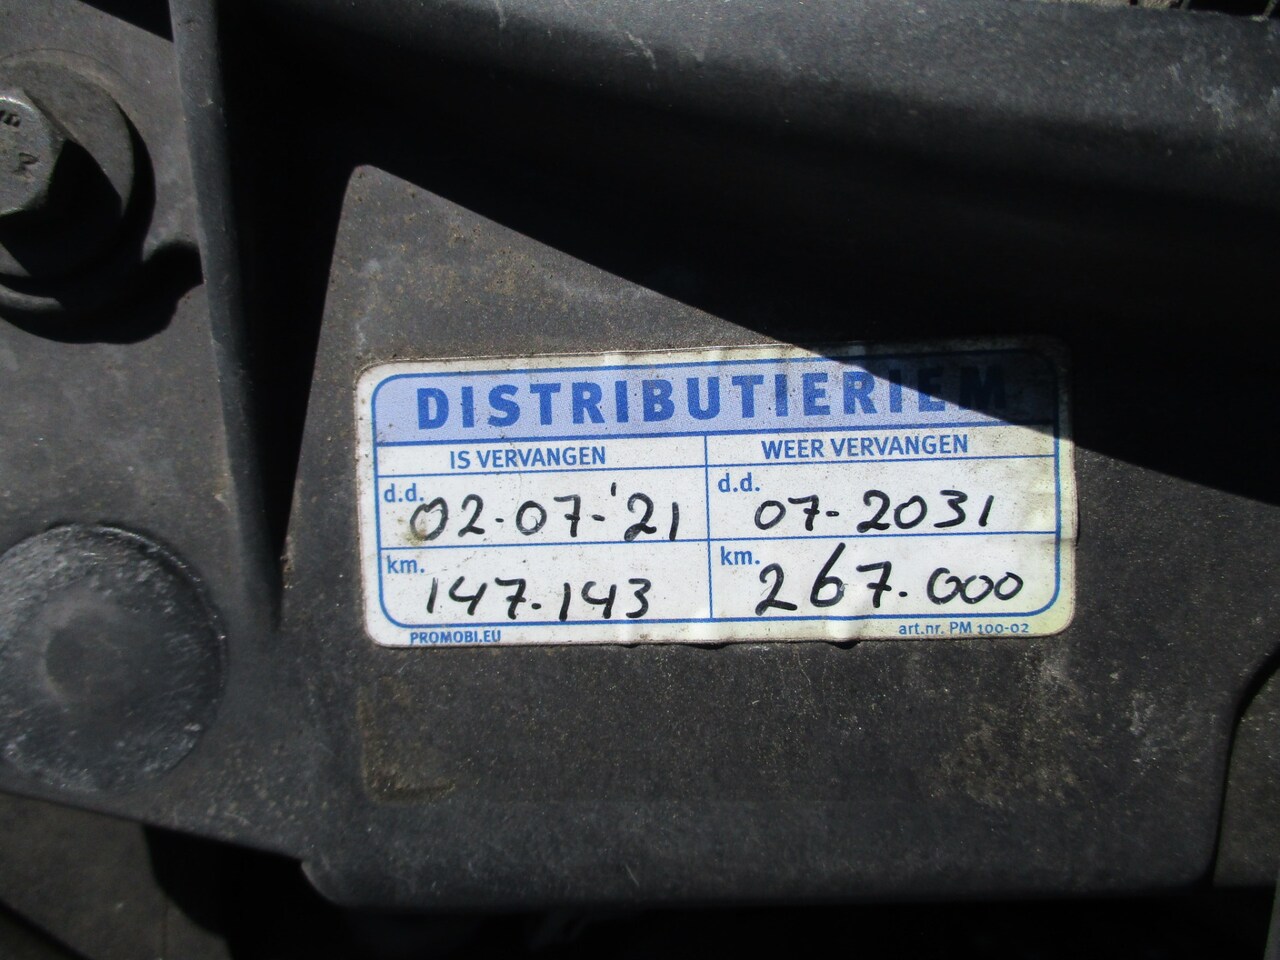 DISTRIBUTIERIEM
IS VERVANGEN
WEER VERVANGEN
d.d. 02-07-'21
d.d. 07-2031
km. 147.143
km. 267.000
PROMOBI.EU
art.nr. PM 100-02